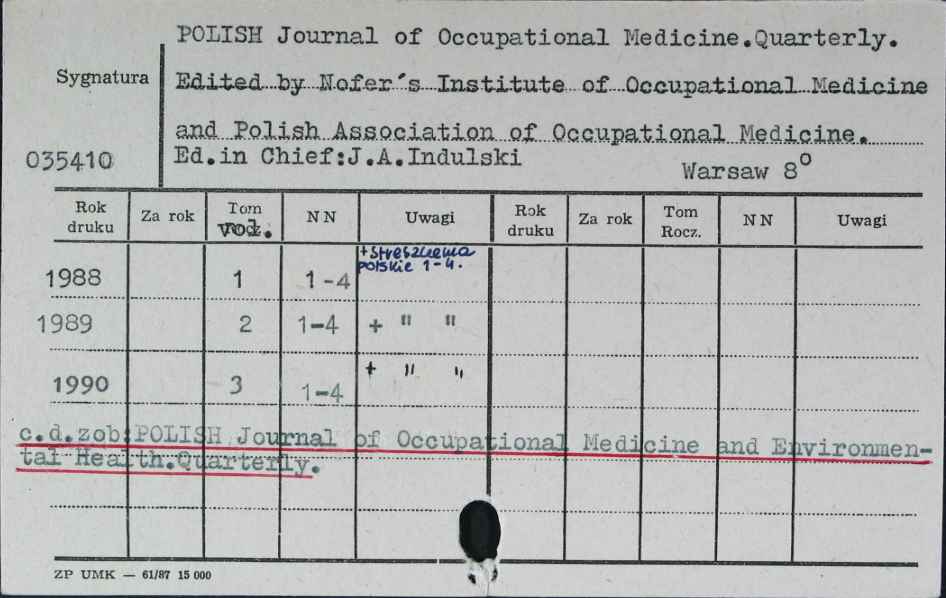 POLISH Journal of Occupational Medicine.Quarterly.
Sygnatura
Edited by Nofer's Institute of Occupational Medicine
and Polish Association of Occupational Medicine.
035410
Ed.in Chief:J.A.Indulski
Warsaw 8°
Rok druku Za rok Tom NN Uwagi Rok druku Za rok Tom Rocz. NN Uwagi
vol.
+ streszczenia
polskie 1-4.
1988 1 1-4
1989 2 1-4 + " "
1990 3 1-4 + " "
c.d.zob:POLISH Journal of Occupational Medicine and Environmen-
tal Health.Quarterly.
ZP UMK — 61/87 15 000